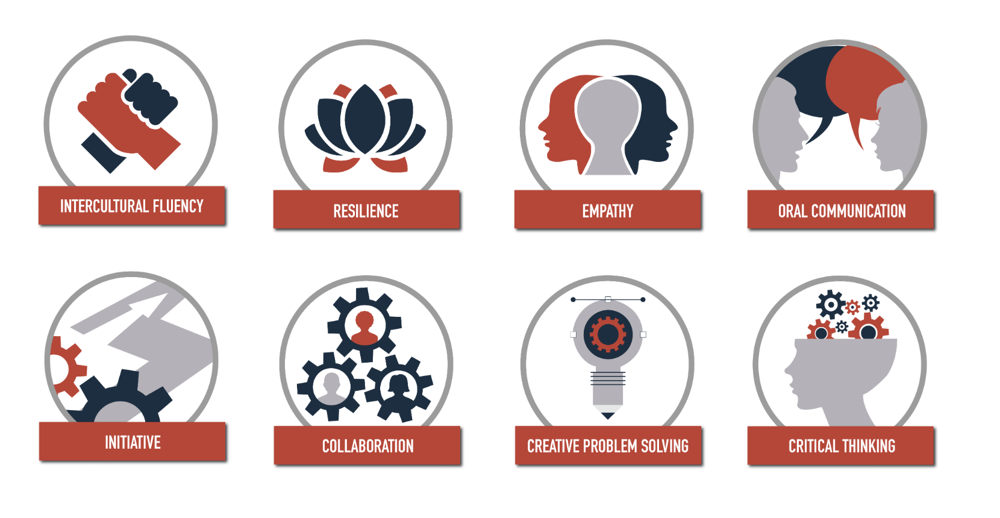 INTERCULTURAL FLUENCY
RESILIENCE
EMPATHY
ORAL COMMUNICATION
INITIATIVE
COLLABORATION
CREATIVE PROBLEM SOLVING
CRITICAL THINKING